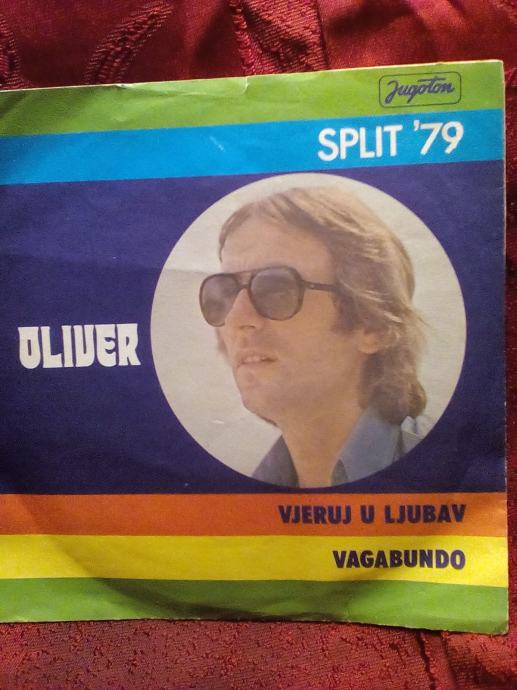 Jugoton
SPLIT '79
OLIVER
VJERUJ U LJUBAV
VAGABUNDO